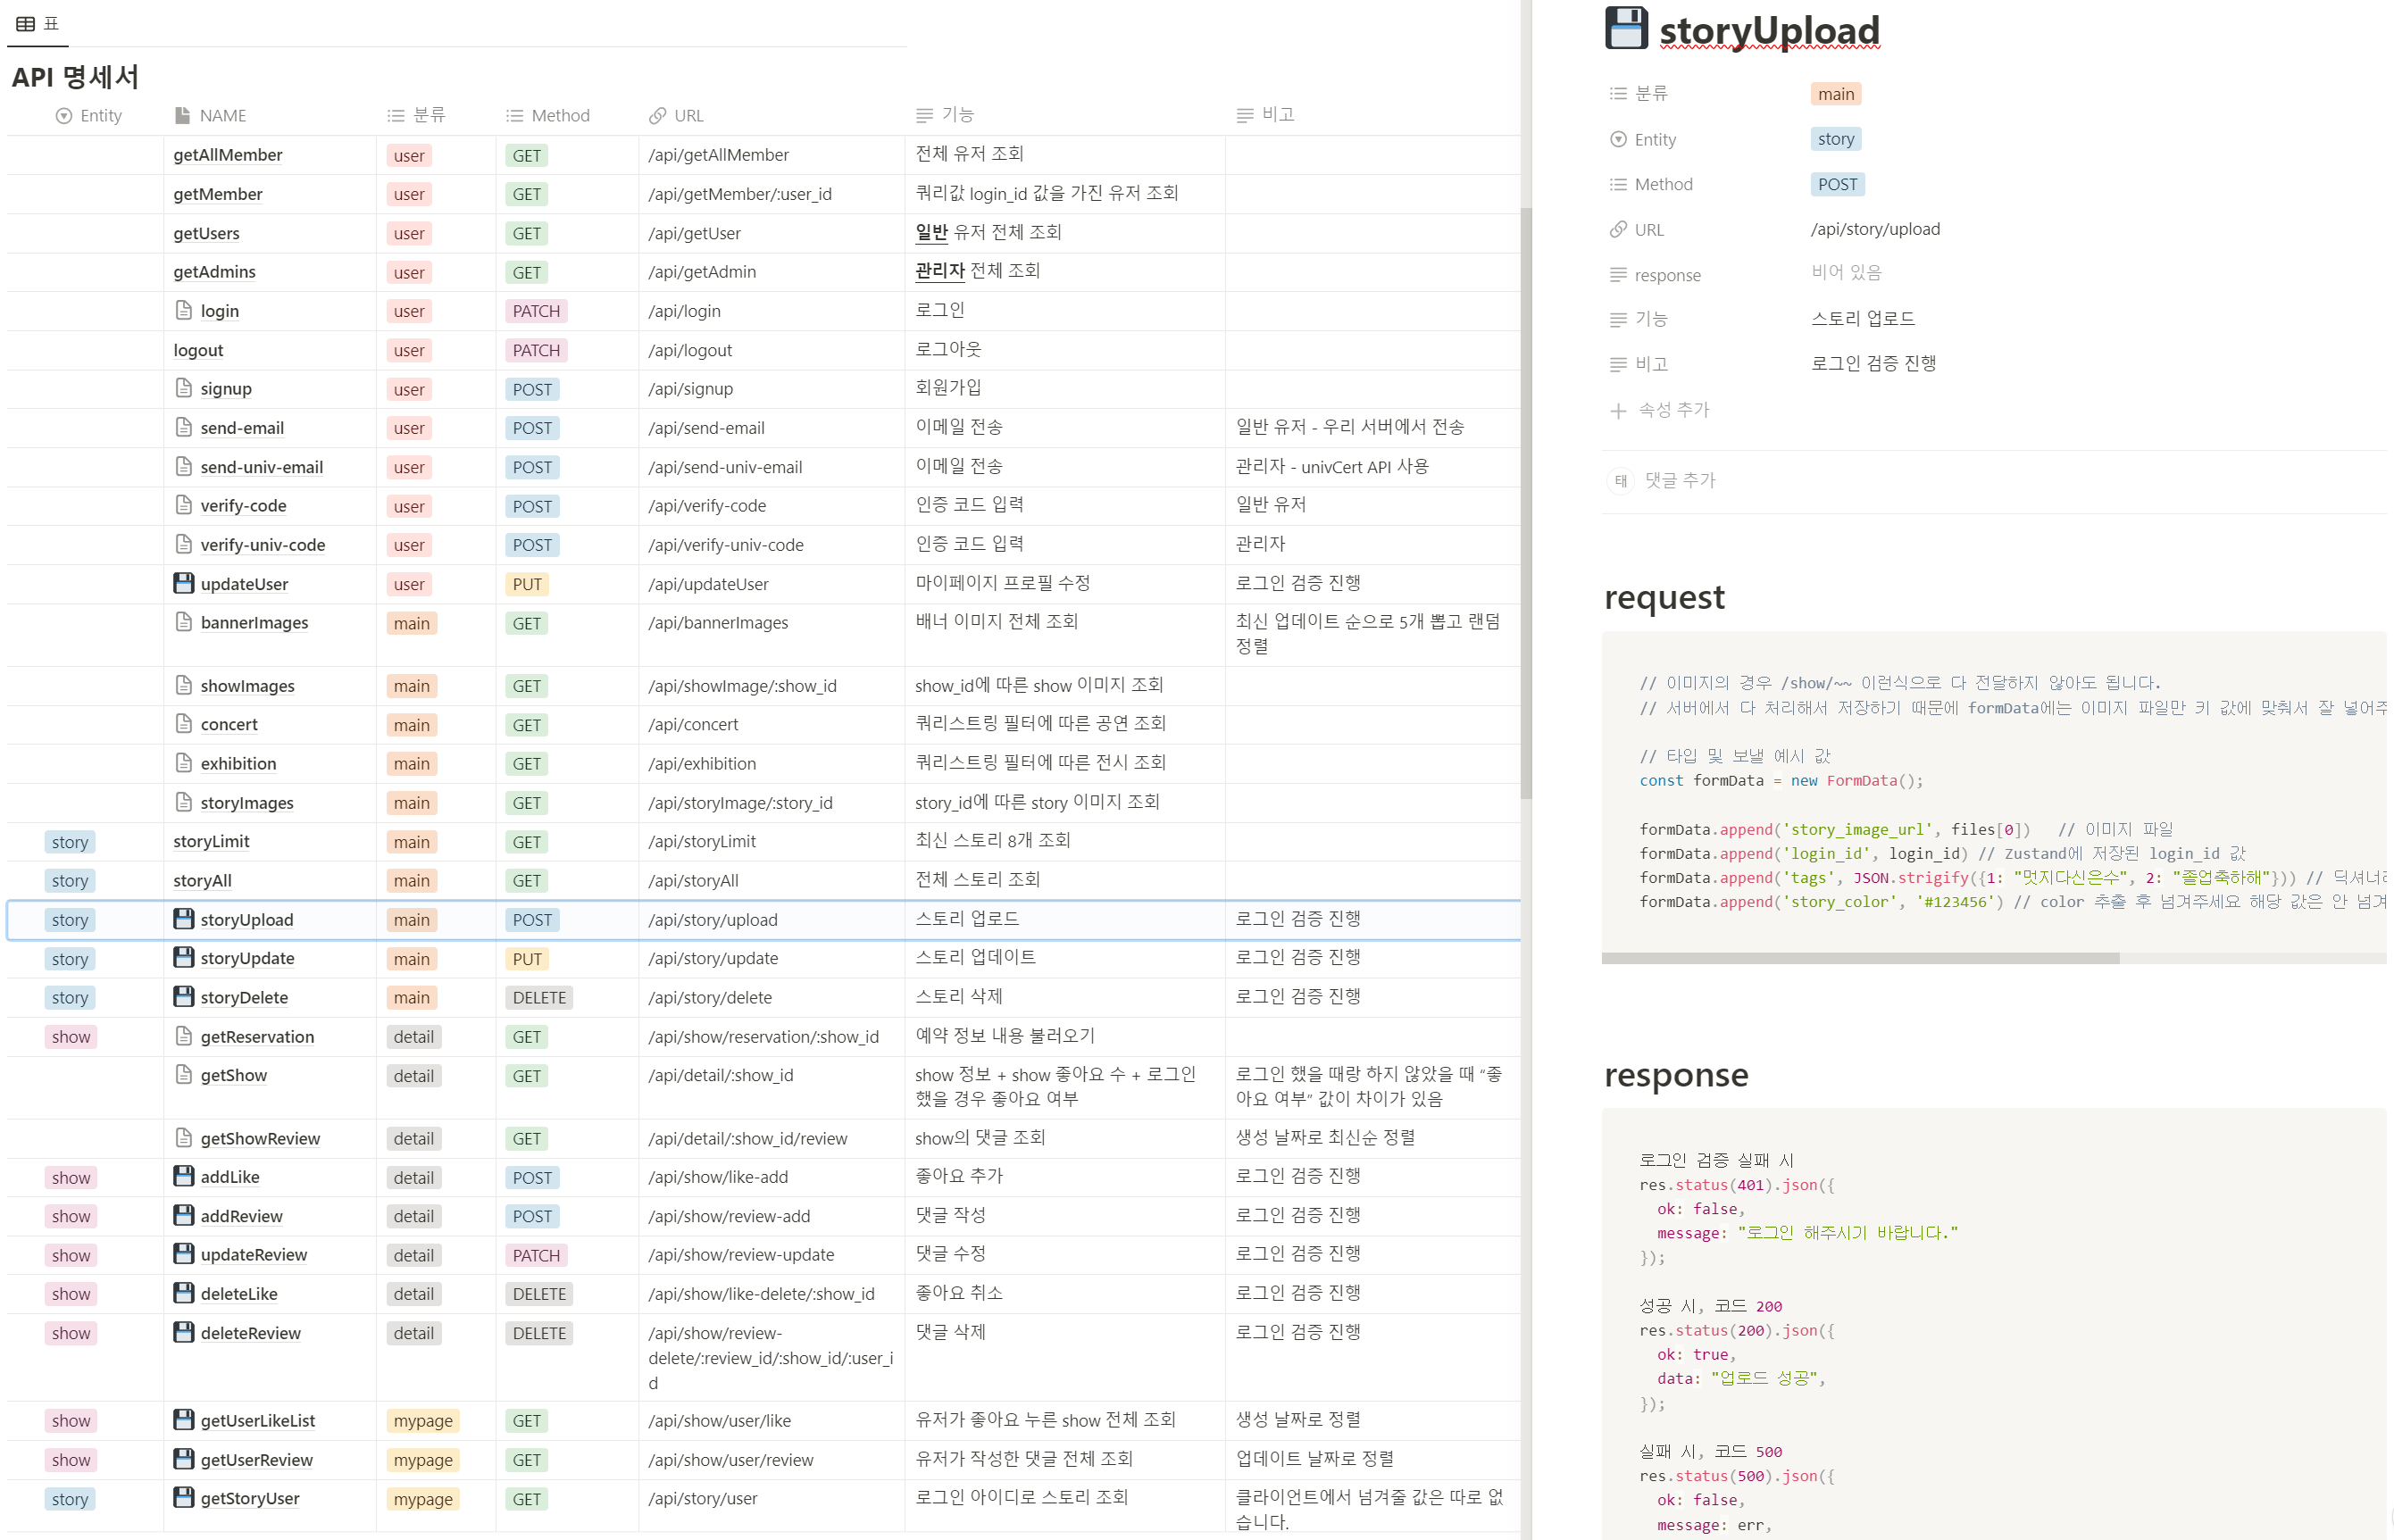 표
API 명세서
Entity NAME 분류 Method URL 기능 비고
getAllMember user GET /api/getAllMember 전체 유저 조회
getMember user GET /api/getMember/:user_id 쿼리값 login_id 값을 가진 유저 조회
getUsers user GET /api/getUser 일반 유저 전체 조회
getAdmins user GET /api/getAdmin 관리자 전체 조회
login user PATCH /api/login 로그인
logout user PATCH /api/logout 로그아웃
signup user POST /api/signup 회원가입
send-email user POST /api/send-email 이메일 전송 일반 유저 - 우리 서버에서 전송
send-univ-email user POST /api/send-univ-email 이메일 전송 관리자 - univCert API 사용
verify-code user POST /api/verify-code 인증 코드 입력 일반 유저
verify-univ-code user POST /api/verify-univ-code 인증 코드 입력 관리자
updateUser user PUT /api/updateUser 마이페이지 프로필 수정 로그인 검증 진행
bannerImages main GET /api/bannerImages 배너 이미지 전체 조회 최신 업데이트 순으로 5개 뽑고 랜덤
정렬
showImages main GET /api/showImage/:show_id show_id에 따른 show 이미지 조회
concert main GET /api/concert 쿼리스트링 필터에 따른 공연 조회
exhibition main GET /api/exhibition 쿼리스트링 필터에 따른 전시 조회
storyImages main GET /api/storyImage/:story_id story_id에 따른 story 이미지 조회
story storyLimit main GET /api/storyLimit 최신 스토리 8개 조회
story storyAll main GET /api/storyAll 전체 스토리 조회
story storyUpload main POST /api/story/upload 스토리 업로드 로그인 검증 진행
story storyUpdate main PUT /api/story/update 스토리 업데이트 로그인 검증 진행
story storyDelete main DELETE /api/story/delete 스토리 삭제 로그인 검증 진행
show getReservation detail GET /api/show/reservation/:show_id 예약 정보 내용 불러오기
getShow detail GET /api/detail/:show_id show 정보 + show 좋아요 수 + 로그인 로그인 했을 때랑 하지 않았을 때 “좋
했을 경우 좋아요 여부 아요 여부” 값이 차이가 있음
getShowReview detail GET /api/detail/:show_id/review show의 댓글 조회 생성 날짜로 최신순 정렬
show addLike detail POST /api/show/like-add 좋아요 추가 로그인 검증 진행
show addReview detail POST /api/show/review-add 댓글 작성 로그인 검증 진행
show updateReview detail PATCH /api/show/review-update 댓글 수정 로그인 검증 진행
show deleteLike detail DELETE /api/show/like-delete/:show_id 좋아요 취소 로그인 검증 진행
show deleteReview detail DELETE /api/show/review- 댓글 삭제 로그인 검증 진행
delete/:review_id/:show_id/:user_i
d
show getUserLikeList mypage GET /api/show/user/like 유저가 좋아요 누른 show 전체 조회 생성 날짜로 정렬
show getUserReview mypage GET /api/show/user/review 유저가 작성한 댓글 전체 조회 업데이트 날짜로 정렬
story getStoryUser mypage GET /api/story/user 로그인 아이디로 스토리 조회 클라이언트에서 넘겨줄 값은 따로 없
습니다.
storyUpload
분류 main
Entity story
Method POST
URL /api/story/upload
response 비어 있음
기능 스토리 업로드
비고 로그인 검증 진행
속성 추가
태 댓글 추가
request
// 이미지의 경우 /show/~~ 이런식으로 다 전달하지 않아도 됩니다.
// 서버에서 다 처리해서 저장하기 때문에 formData에는 이미지 파일만 키 값에 맞춰서 잘 넣어주
// 타입 및 보낼 예시 값
const formData = new FormData();
formData.append('story_image_url', files[0]) // 이미지 파일
formData.append('login_id', login_id) // Zustand에 저장된 login_id 값
formData.append('tags', JSON.strigify({1: "멋지다신은수", 2: "졸업축하해"})) // 딕셔너리
formData.append('story_color', '#123456') // color 추출 후 넘겨주세요 해당 값은 안 넘겨
response
로그인 검증 실패 시
res.status(401).json({
ok: false,
message: "로그인 해주시기 바랍니다."
});
성공 시, 코드 200
res.status(200).json({
ok: true,
data: "업로드 성공",
});
실패 시, 코드 500
res.status(500).json({
ok: false,
message: err,